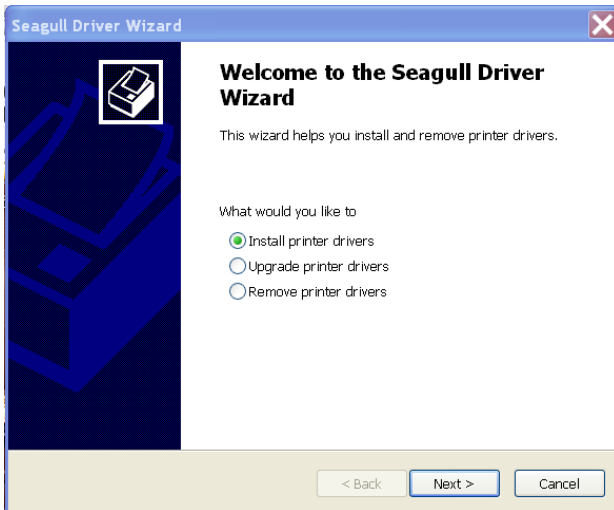 Seagull Driver Wizard
Welcome to the Seagull Driver
Wizard
This wizard helps you install and remove printer drivers.
What would you like to
Install printer drivers
Upgrade printer drivers
Remove printer drivers
< Back Next > Cancel